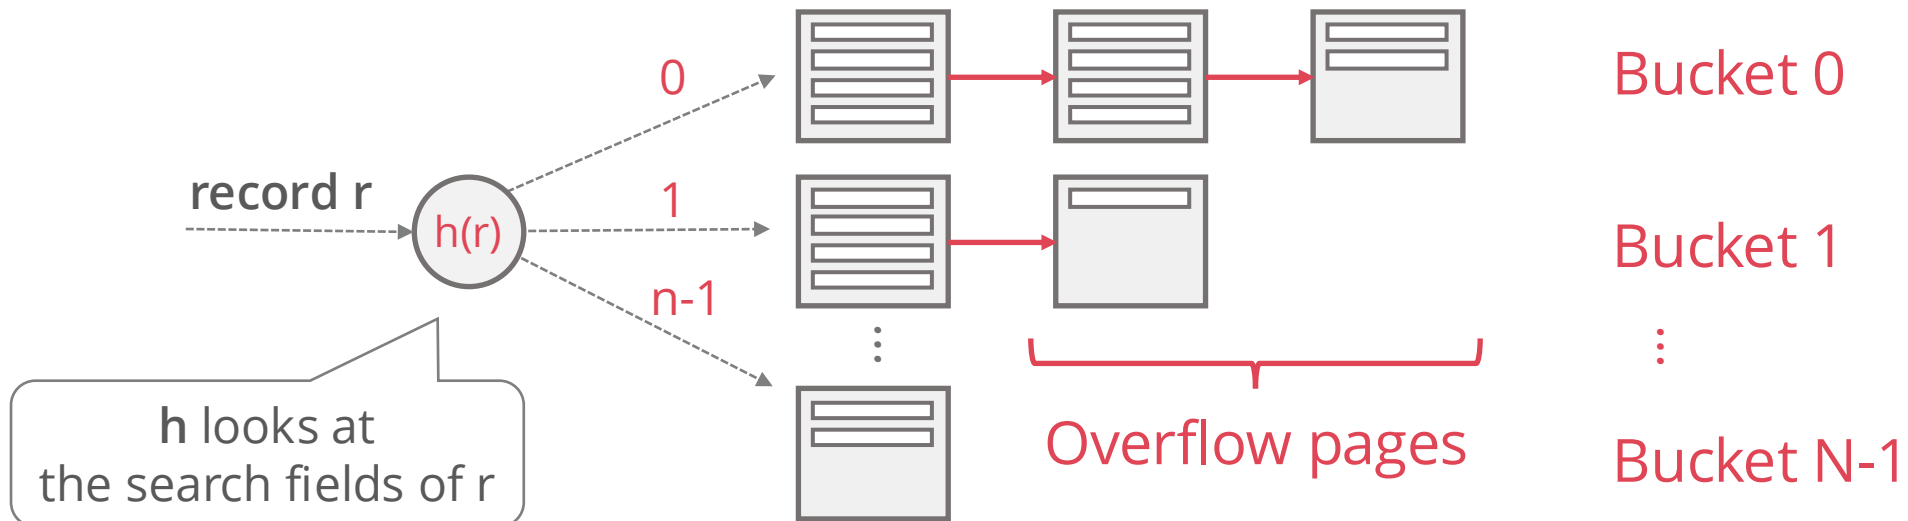 0
Bucket 0
record r
h(r)
1
Bucket 1
n-1
h looks at
the search fields of r
Overflow pages
Bucket N-1